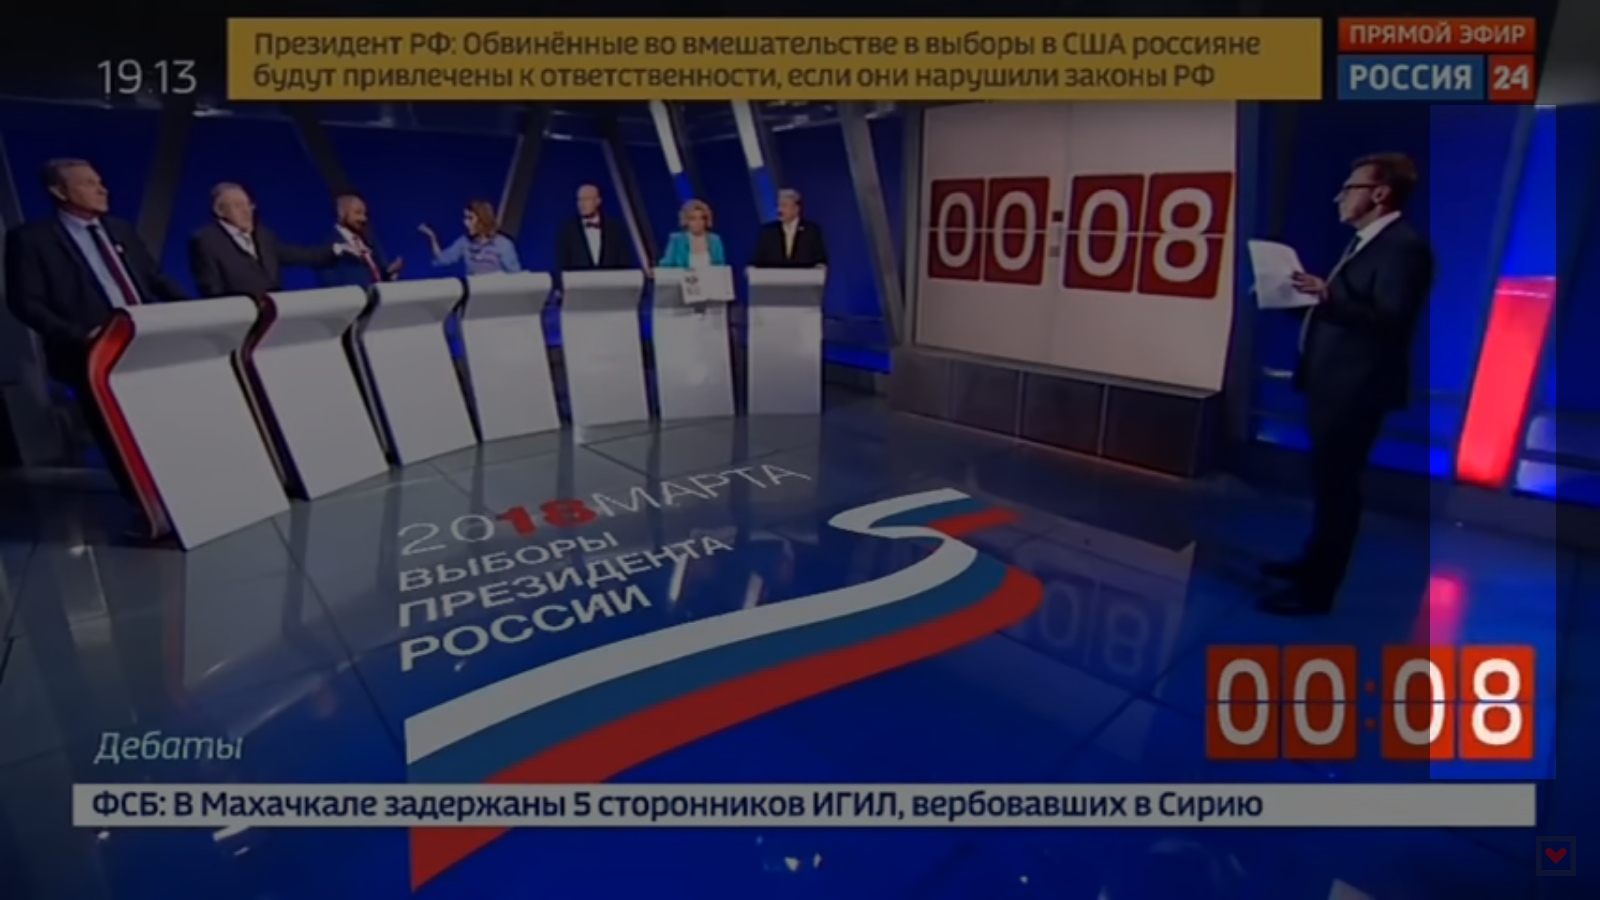 Президент РФ: Обвинённые во вмешательстве в выборы в США россияне
будут привлечены к ответственности, если они нарушили законы РФ
ПРЯМОЙ ЭФИР
РОССИЯ 24
19:13
00:08
2018МАРТА
ВЫБОРЫ
ПРЕЗИДЕНТА
РОССИИ
00:08
Дебаты
ФСБ: В Махачкале задержаны 5 сторонников ИГИЛ, вербовавших в Сирию